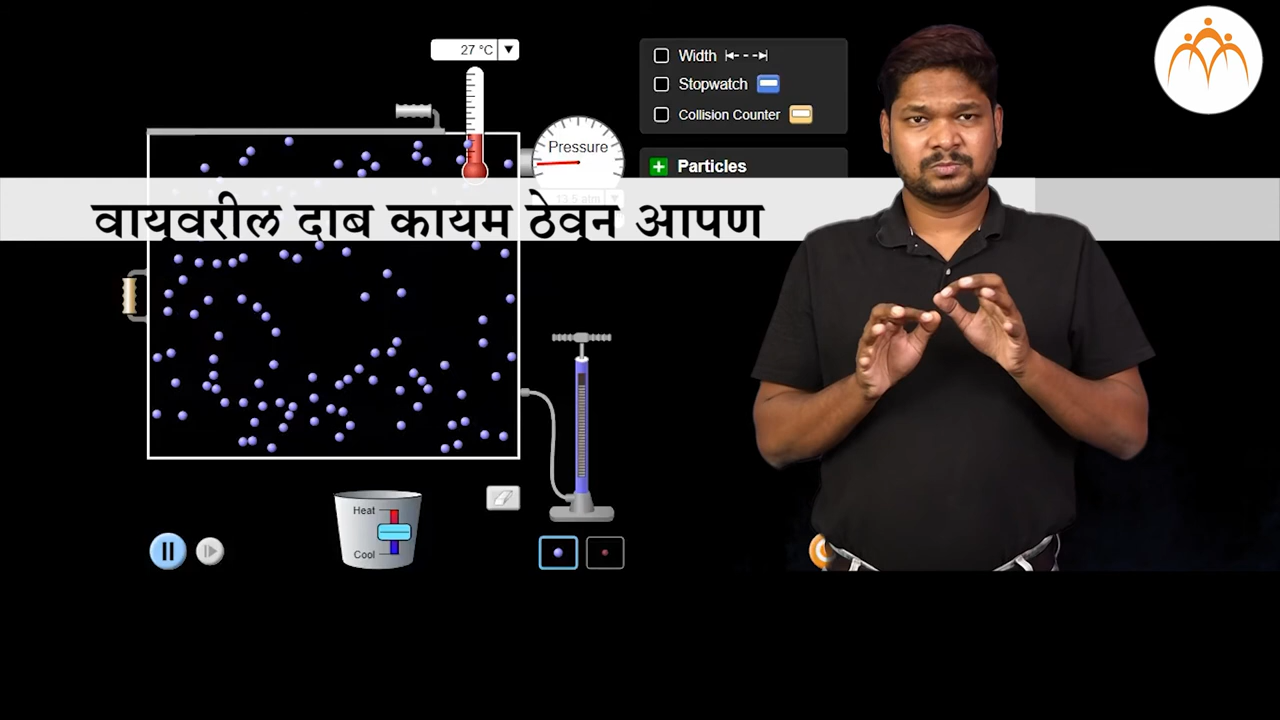 27 °C
Width
Stopwatch
Collision Counter
Pressure
Particles
वायूवरील दाब कायम ठेवून आपण
Heat
Cool